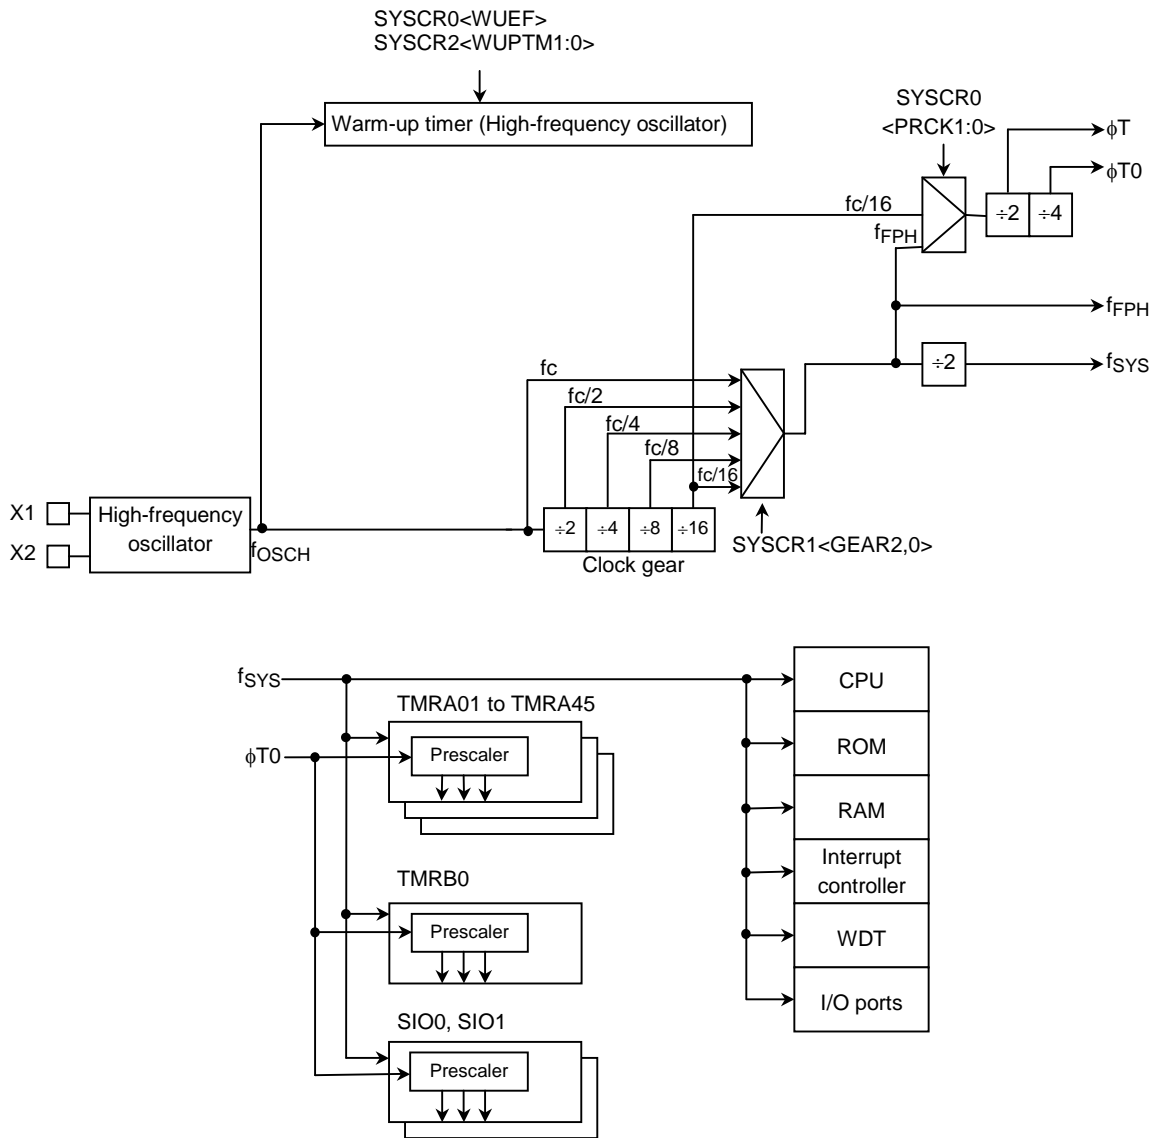 SYSCR0<WUEF>
SYSCR2<WUPTM1:0>
Warm-up timer (High-frequency oscillator)
SYSCR0
<PRCK1:0>
ϕT
ϕT0
fc/16
÷2
÷4
fFPH
fFPH
÷2
fSYS
fc
fc/2
fc/4
fc/8
fc/16
X1
X2
High-frequency
oscillator
fOSCH
÷2
÷4
÷8
÷16
Clock gear
SYSCR1<GEAR2,0>
fSYS
ϕT0
TMRA01 to TMRA45
Prescaler
TMRB0
Prescaler
SIO0, SIO1
Prescaler
CPU
ROM
RAM
Interrupt
controller
WDT
I/O ports